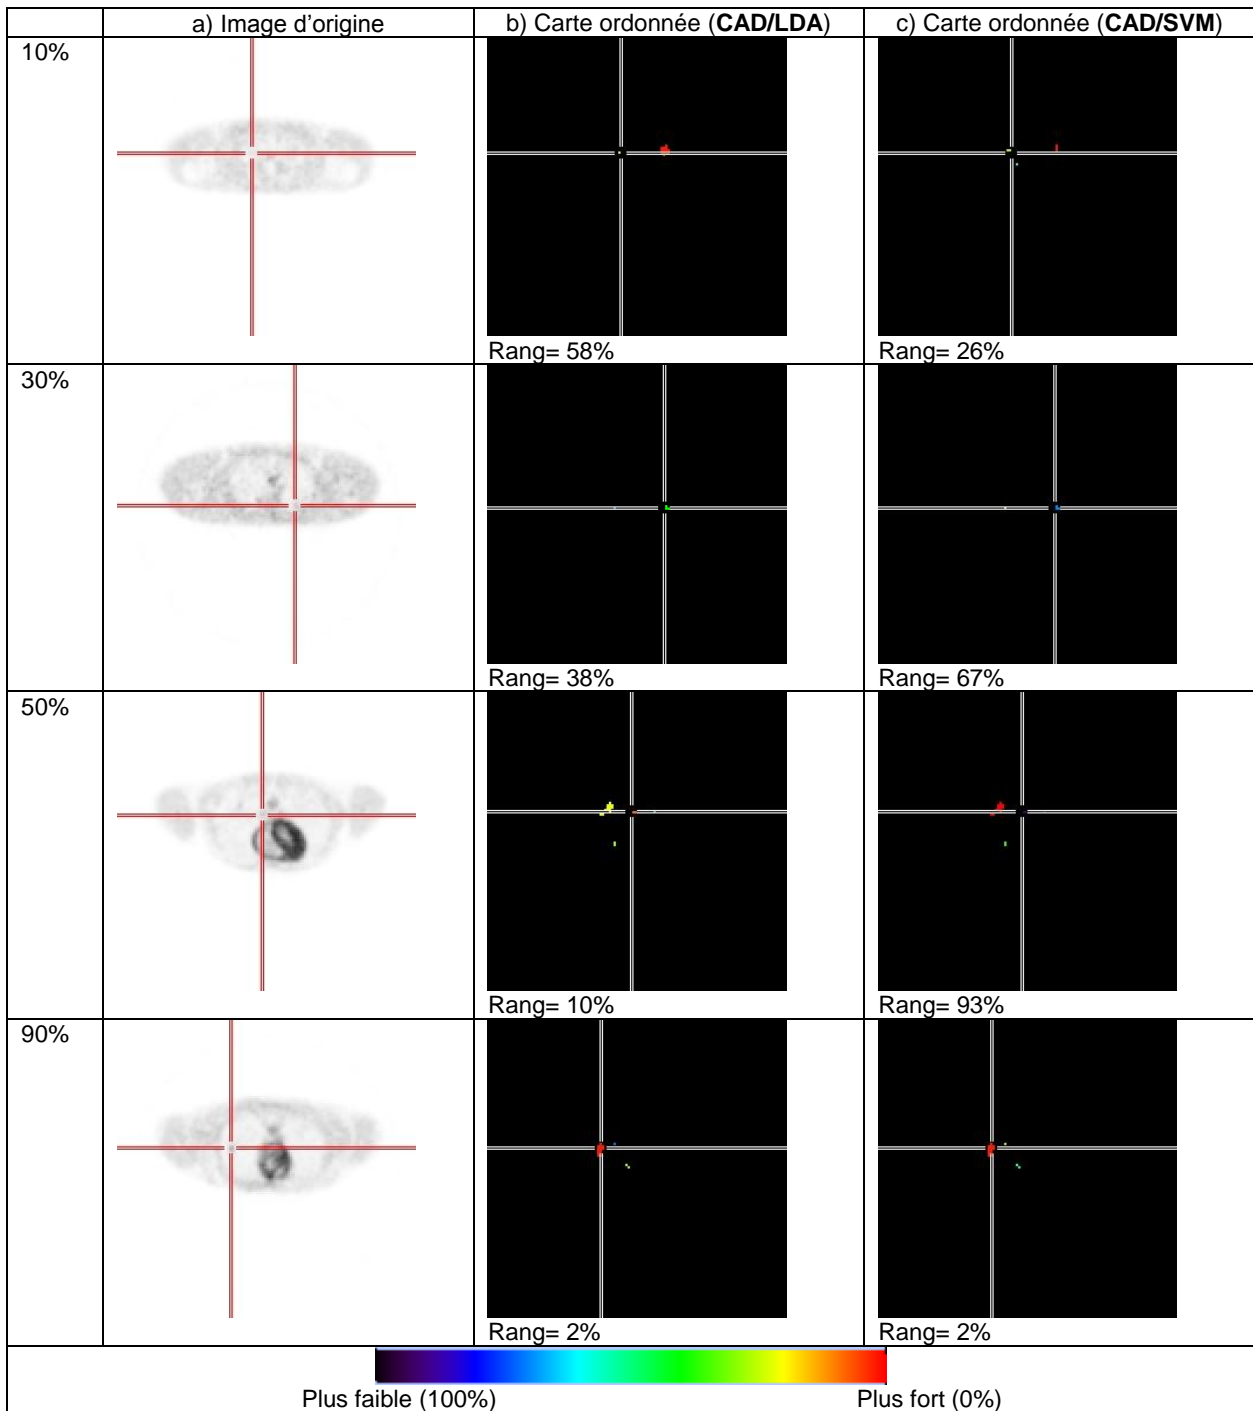 a) Image d'origine
b) Carte ordonnée (CAD/LDA)
c) Carte ordonnée (CAD/SVM)
10%
Rang= 58%
Rang= 26%
30%
Rang= 38%
Rang= 67%
50%
Rang= 10%
Rang= 93%
90%
Rang= 2%
Rang= 2%
Plus faible (100%)
Plus fort (0%)